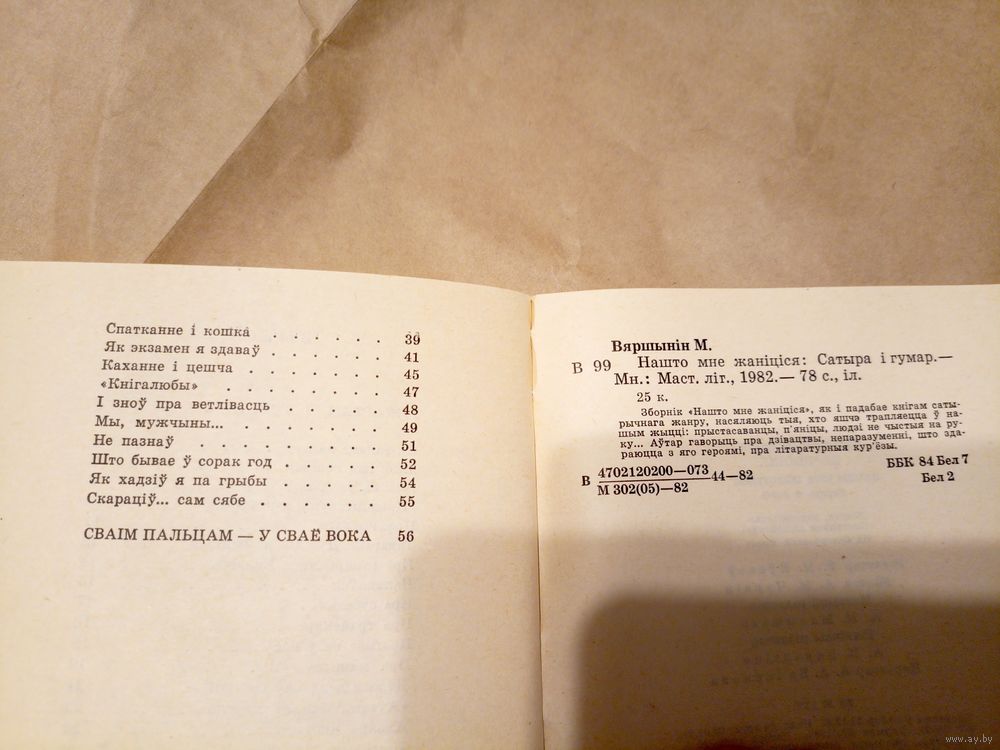 Спатканне і кошка . . . . . . 39
Як экзамен я здаваў . . . . . . 41
Каханне і цешча . . . . . . 45
«Кнігалюбы» . . . . . . 47
І зноў пра ветлівасць . . . . . 48
Мы, мужчыны... . . . . . . 49
Не пазнаў . . . . . . . 51
Што бывае ў сорак год . . . . . 52
Як хадзіў я па грыбы . . . . . 54
Скараціў... сам сябе . . . . . . 55
СВАІМ ПАЛЬЦАМ — У СВАЁ ВОКА 56
Вяршынін М.
В 99 Нашто мне жаніціся: Сатыра і гумар.—
Мн.: Маст. літ., 1982.— 78 с., іл.
25 к.
Зборнік «Нашто мне жаніціся», як і падабае кнігам саты-
рычнага жанру, насяляюць тыя, хто яшчэ трапляецца ў на-
шым жыцці: прыстасаванцы, п'яніцы, людзі не чыстыя на ру-
ку... Аўтар гаворыць пра дзівацтвы, непаразуменні, што зда-
раюцца з яго героямі, пра літаратурныя кур'ёзы.
В 4702120200—073 44—82
М 302(05)—82
ББК 84 Бел 7
Бел 2
www.ay.by